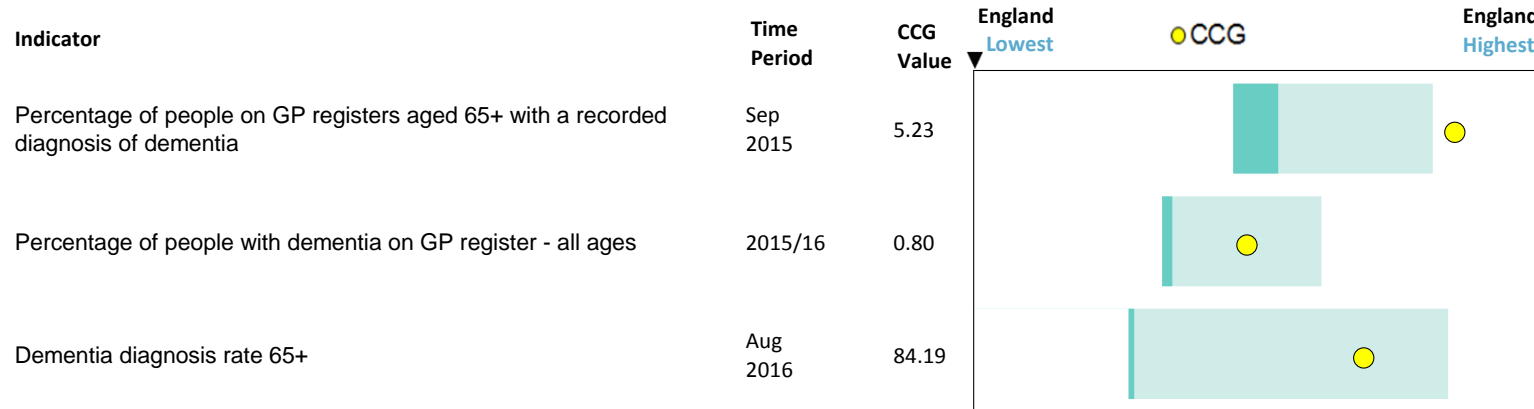 Indicator
Time Period
CCG Value
England Lowest
CCG
England Highest
Percentage of people on GP registers aged 65+ with a recorded
diagnosis of dementia
Sep
2015
5.23
Percentage of people with dementia on GP register - all ages
2015/16
0.80
Dementia diagnosis rate 65+
Aug
2016
84.19